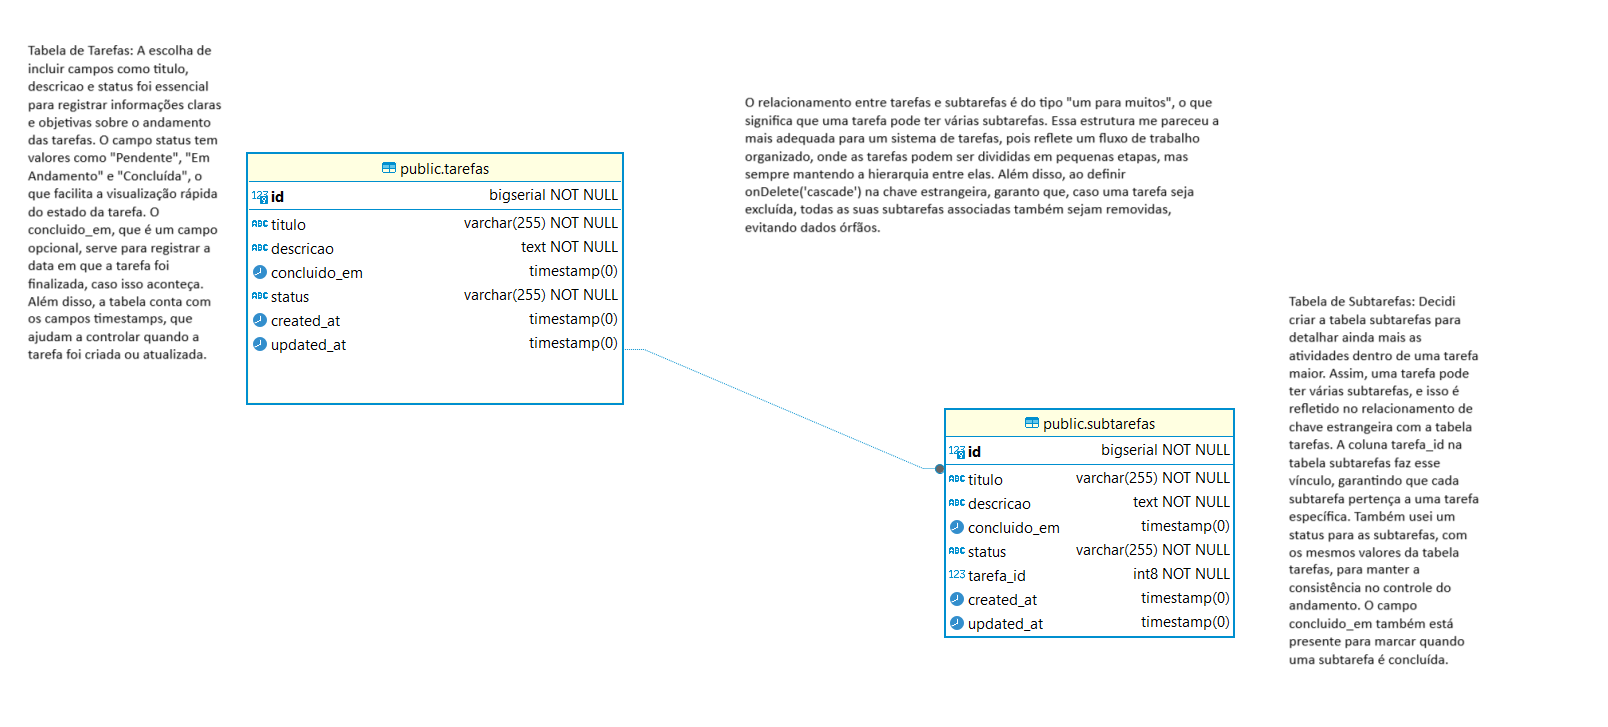 Tabela de Tarefas: A escolha de
incluir campos como titulo,
descricao e status foi essencial
para registrar informações claras
e objetivas sobre o andamento
das tarefas. O campo status tem
valores como "Pendente", "Em
Andamento" e "Concluída", o
que facilita a visualização rápida
do estado da tarefa. O
concluido_em, que é um campo
opcional, serve para registrar a
data em que a tarefa foi
finalizada, caso isso aconteça.
Além disso, a tabela conta com
os campos timestamps, que
ajudam a controlar quando a
tarefa foi criada ou atualizada.
public.tarefas
123 id bigserial NOT NULL
ABC titulo varchar(255) NOT NULL
ABC descricao text NOT NULL
concluido_em timestamp(0)
ABC status varchar(255) NOT NULL
created_at timestamp(0)
updated_at timestamp(0)
O relacionamento entre tarefas e subtarefas é do tipo "um para muitos", o que
significa que uma tarefa pode ter várias subtarefas. Essa estrutura me pareceu a
mais adequada para um sistema de tarefas, pois reflete um fluxo de trabalho
organizado, onde as tarefas podem ser divididas em pequenas etapas, mas
sempre mantendo a hierarquia entre elas. Além disso, ao definir
onDelete('cascade') na chave estrangeira, garanto que, caso uma tarefa seja
excluída, todas as suas subtarefas associadas também sejam removidas,
evitando dados órfãos.
public.subtarefas
123 id bigserial NOT NULL
ABC titulo varchar(255) NOT NULL
ABC descricao text NOT NULL
concluido_em timestamp(0)
ABC status varchar(255) NOT NULL
123 tarefa_id int8 NOT NULL
created_at timestamp(0)
updated_at timestamp(0)
Tabela de Subtarefas: Decidi
criar a tabela subtarefas para
detalhar ainda mais as
atividades dentro de uma tarefa
maior. Assim, uma tarefa pode
ter várias subtarefas, e isso é
refletido no relacionamento de
chave estrangeira com a tabela
tarefas. A coluna tarefa_id na
tabela subtarefas faz esse
vínculo, garantindo que cada
subtarefa pertença a uma tarefa
específica. Também usei um
status para as subtarefas, com
os mesmos valores da tabela
tarefas, para manter a
consistência no controle do
andamento. O campo
concluido_em também está
presente para marcar quando
uma subtarefa é concluída.